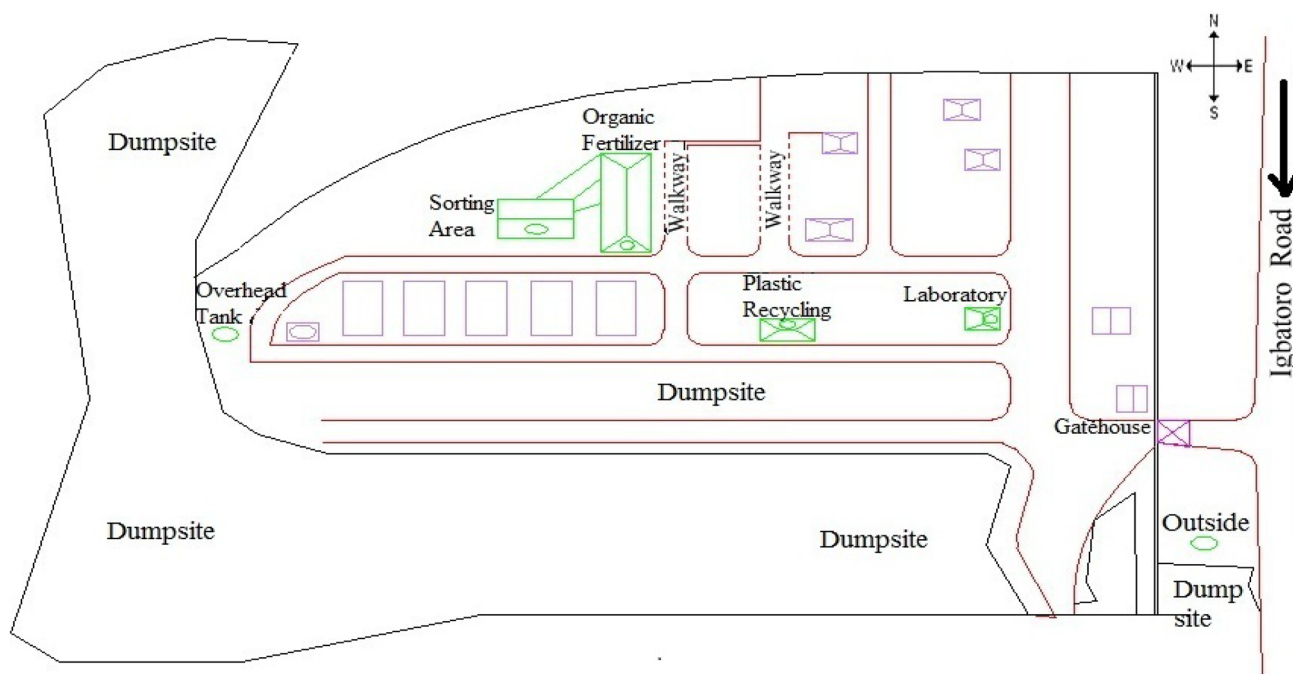 N
W E
S
Dumpsite
Organic
Fertilizer
Walkway
Walkway
Sorting
Area
Igbatoro Road
Overhead
Tank
Plastic
Recycling
Laboratory
Dumpsite
Gatehouse
Dumpsite
Dumpsite
Outside
Dump
site